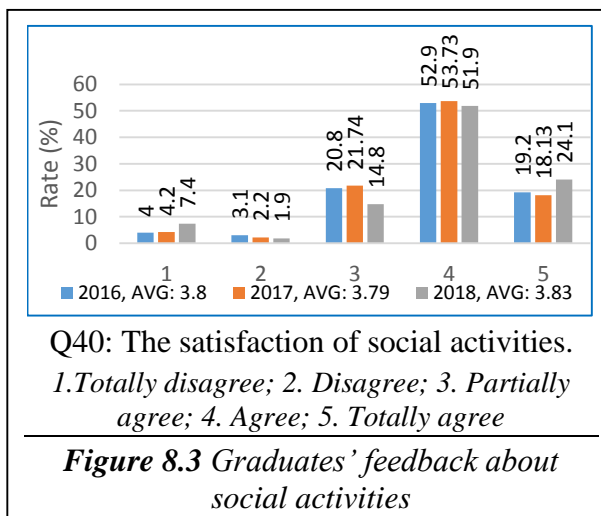 52.9
53.73
51.9
60
50
40
30
20
10
0
Rate (%)
4
4.2
7.4
3.1
2.2
1.9
20.8
21.74
14.8
19.2
18.13
24.1
1 2 3 4 5
2016, AVG: 3.8 2017, AVG: 3.79 2018, AVG: 3.83
Q40: The satisfaction of social activities.
1.Totally disagree; 2. Disagree; 3. Partially
agree; 4. Agree; 5. Totally agree
Figure 8.3 Graduates’ feedback about
social activities